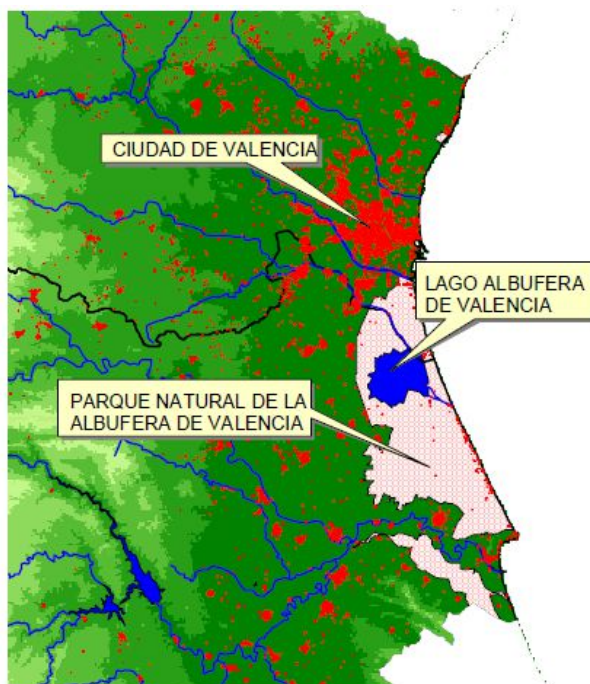 CIUDAD DE VALENCIA
LAGO ALBUFERA
DE VALENCIA
PARQUE NATURAL DE LA
ALBUFERA DE VALENCIA